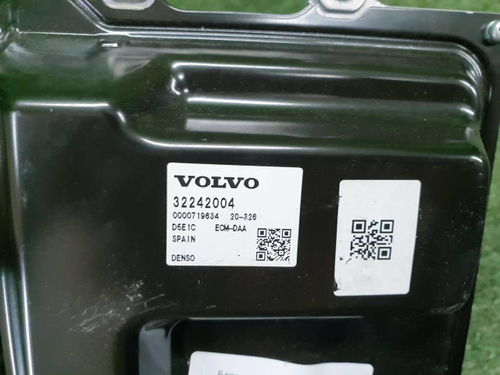 VOLVO
32242004
0000719634 20-326
D5E1C ECM-DAA
SPAIN
DENSO